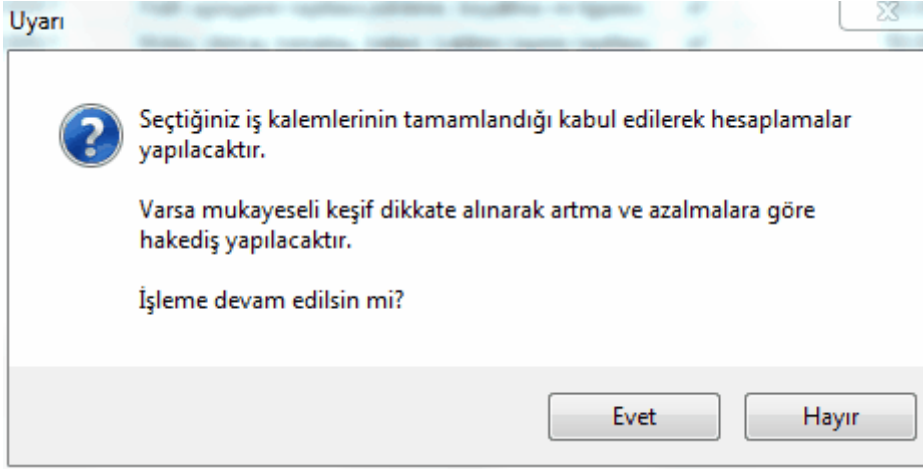 Uyarı
Seçtiğiniz iş kalemlerinin tamamlandığı kabul edilerek hesaplamalar
yapılacaktır.
Varsa mukayeseli keşif dikkate alınarak artma ve azalmalara göre
hakediş yapılacaktır.
İşleme devam edilsin mi?
Evet
Hayır